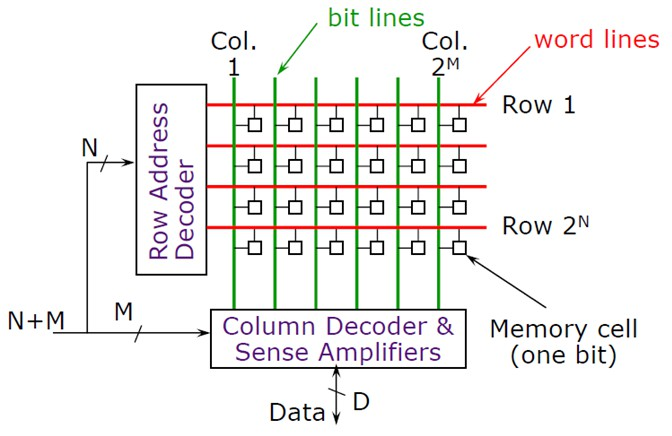 bit lines
Col.
1
Col.
2ᴹ
word lines
Row 1
N
Row Address
Decoder
Row 2ᴺ
N+M
M
Column Decoder &
Sense Amplifiers
Memory cell
(one bit)
D
Data